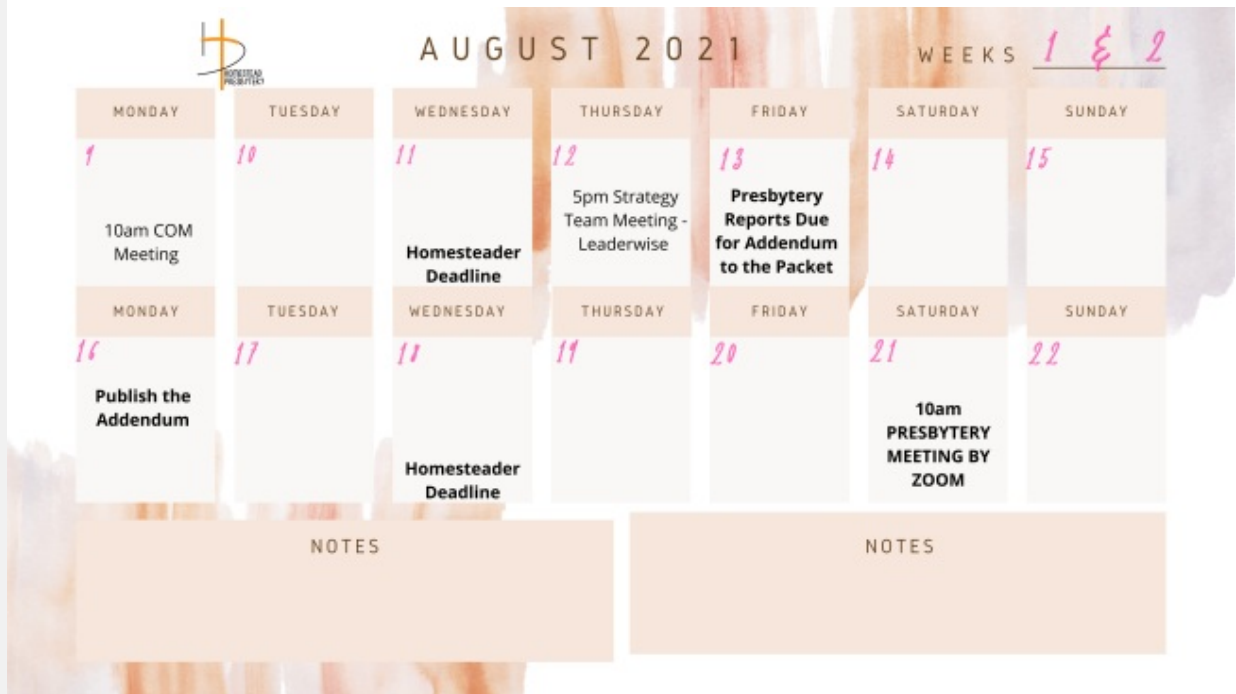 HOMESTEAD
PRESBYTERY
AUGUST 2021
WEEKS 1 & 2
MONDAY TUESDAY WEDNESDAY THURSDAY FRIDAY SATURDAY SUNDAY
9 10 11 12 13 14 15
10am COM
Meeting
Homesteader
Deadline
5pm Strategy
Team Meeting -
Leaderwise
Presbytery
Reports Due
for Addendum
to the Packet
MONDAY TUESDAY WEDNESDAY THURSDAY FRIDAY SATURDAY SUNDAY
16 17 18 19 20 21 22
Publish the
Addendum
Homesteader
Deadline
10am
PRESBYTERY
MEETING BY
ZOOM
NOTES
NOTES